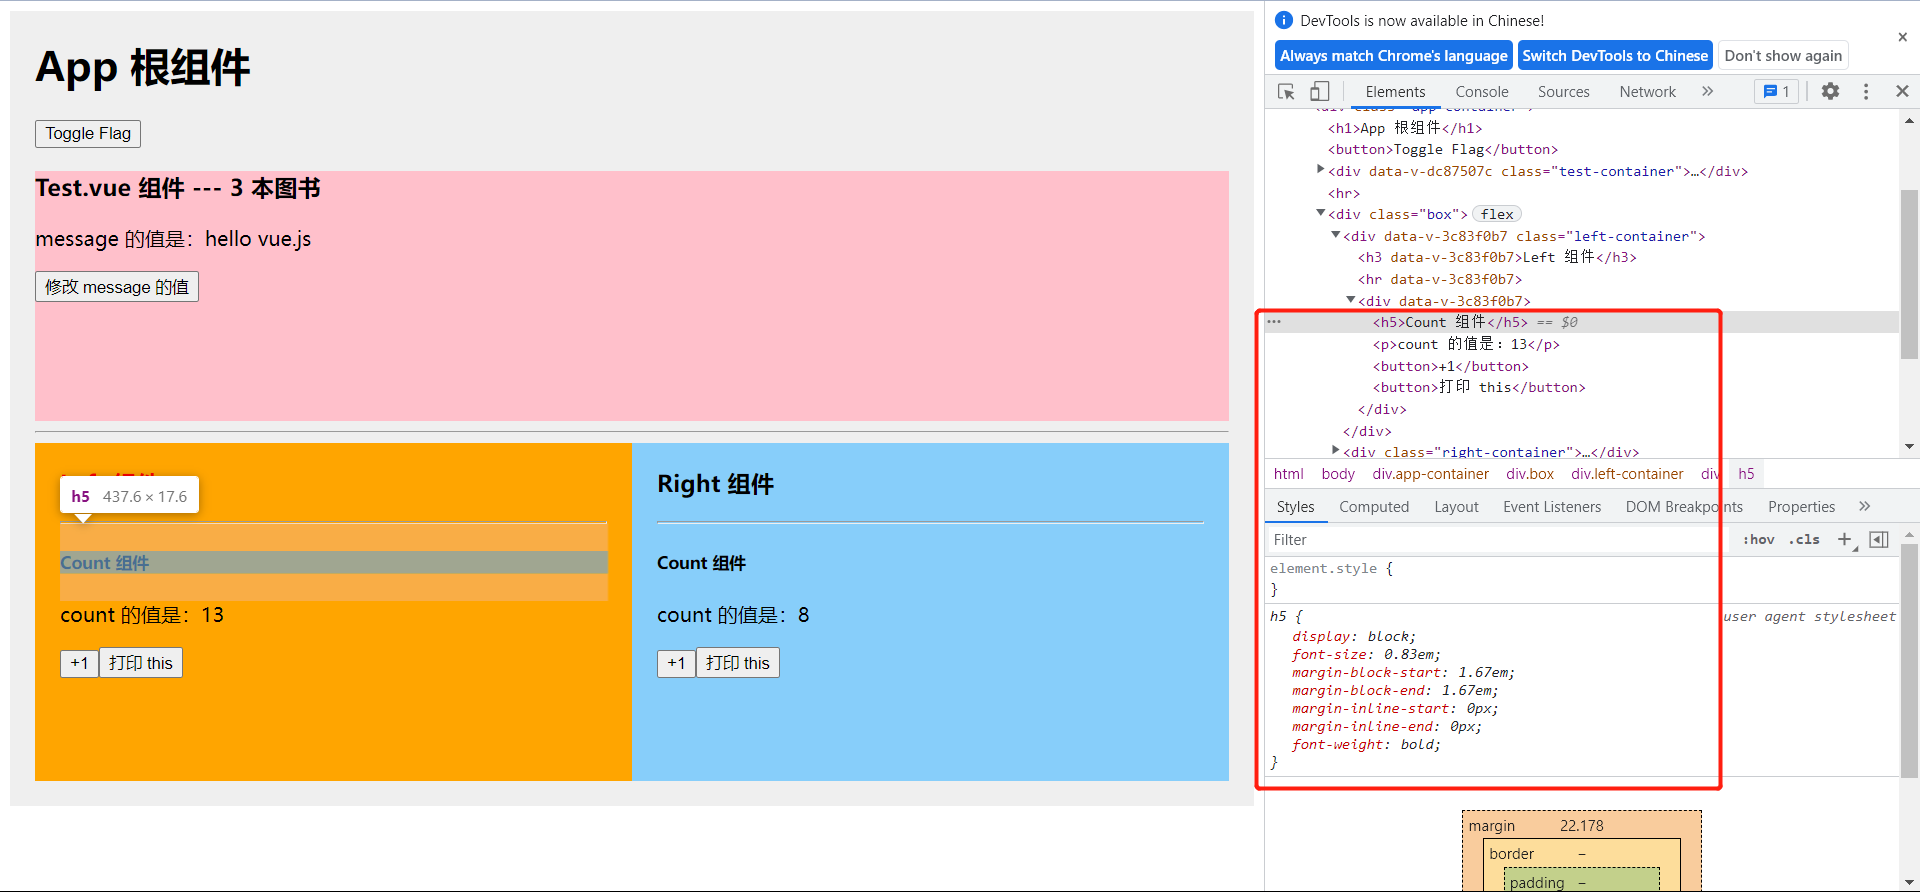 App 根组件
Toggle Flag
Test.vue 组件 --- 3 本图书
message 的值是：hello vue.js
修改 message 的值
h5 437.6 × 17.6
Count 组件
count 的值是：13
+1 打印 this
Right 组件
Count 组件
count 的值是：8
+1 打印 this
DevTools is now available in Chinese!
Always match Chrome's language Switch DevTools to Chinese Don't show again
Elements Console Sources Network » 1
<h1>App 根组件</h1>
<button>Toggle Flag</button>
<div data-v-dc87507c class="test-container">…</div>
<hr>
<div class="box"> flex
<div data-v-3c83f0b7 class="left-container">
<h3 data-v-3c83f0b7>Left 组件</h3>
<hr data-v-3c83f0b7>
<div data-v-3c83f0b7>
<h5>Count 组件</h5> == $0
<p>count 的值是：13</p>
<button>+1</button>
<button>打印 this</button>
</div>
</div>
<div class="right-container">…</div>
html body div.app-container div.box div.left-container div h5
Styles Computed Layout Event Listeners DOM Breakpoints Properties »
Filter :hov .cls +
element.style {
}
h5 { user agent stylesheet
display: block;
font-size: 0.83em;
margin-block-start: 1.67em;
margin-block-end: 1.67em;
margin-inline-start: 0px;
margin-inline-end: 0px;
font-weight: bold;
}
margin 22.178
border –
padding –